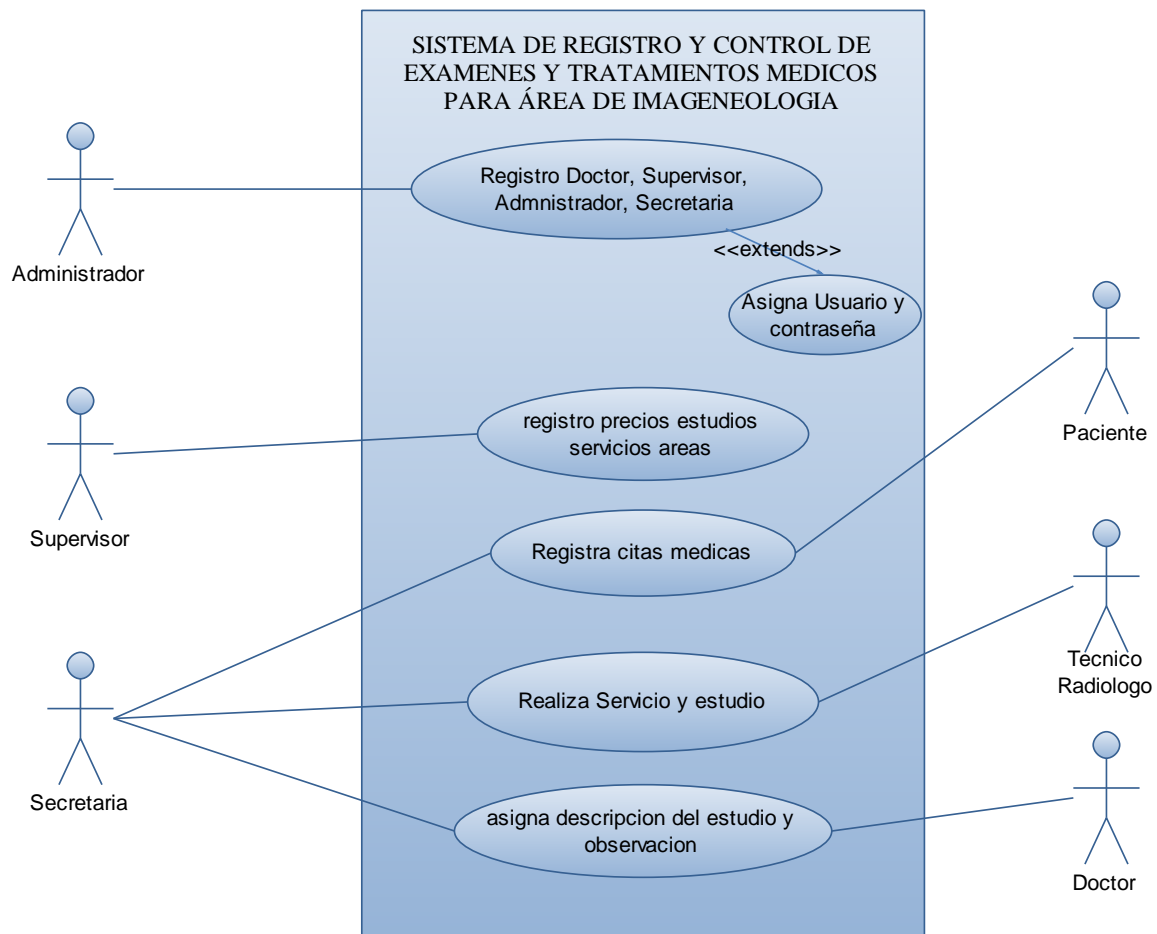 SISTEMA DE REGISTRO Y CONTROL DE
EXAMENES Y TRATAMIENTOS MEDICOS
PARA ÁREA DE IMAGENEOLOGIA
Registro Doctor, Supervisor,
Admnistrador, Secretaria
Administrador
<<extends>>
Asigna Usuario y
contraseña
registro precios estudios
servicios areas
Paciente
Supervisor
Registra citas medicas
Tecnico
Radiologo
Realiza Servicio y estudio
Secretaria
asigna descripcion del estudio y
observacion
Doctor